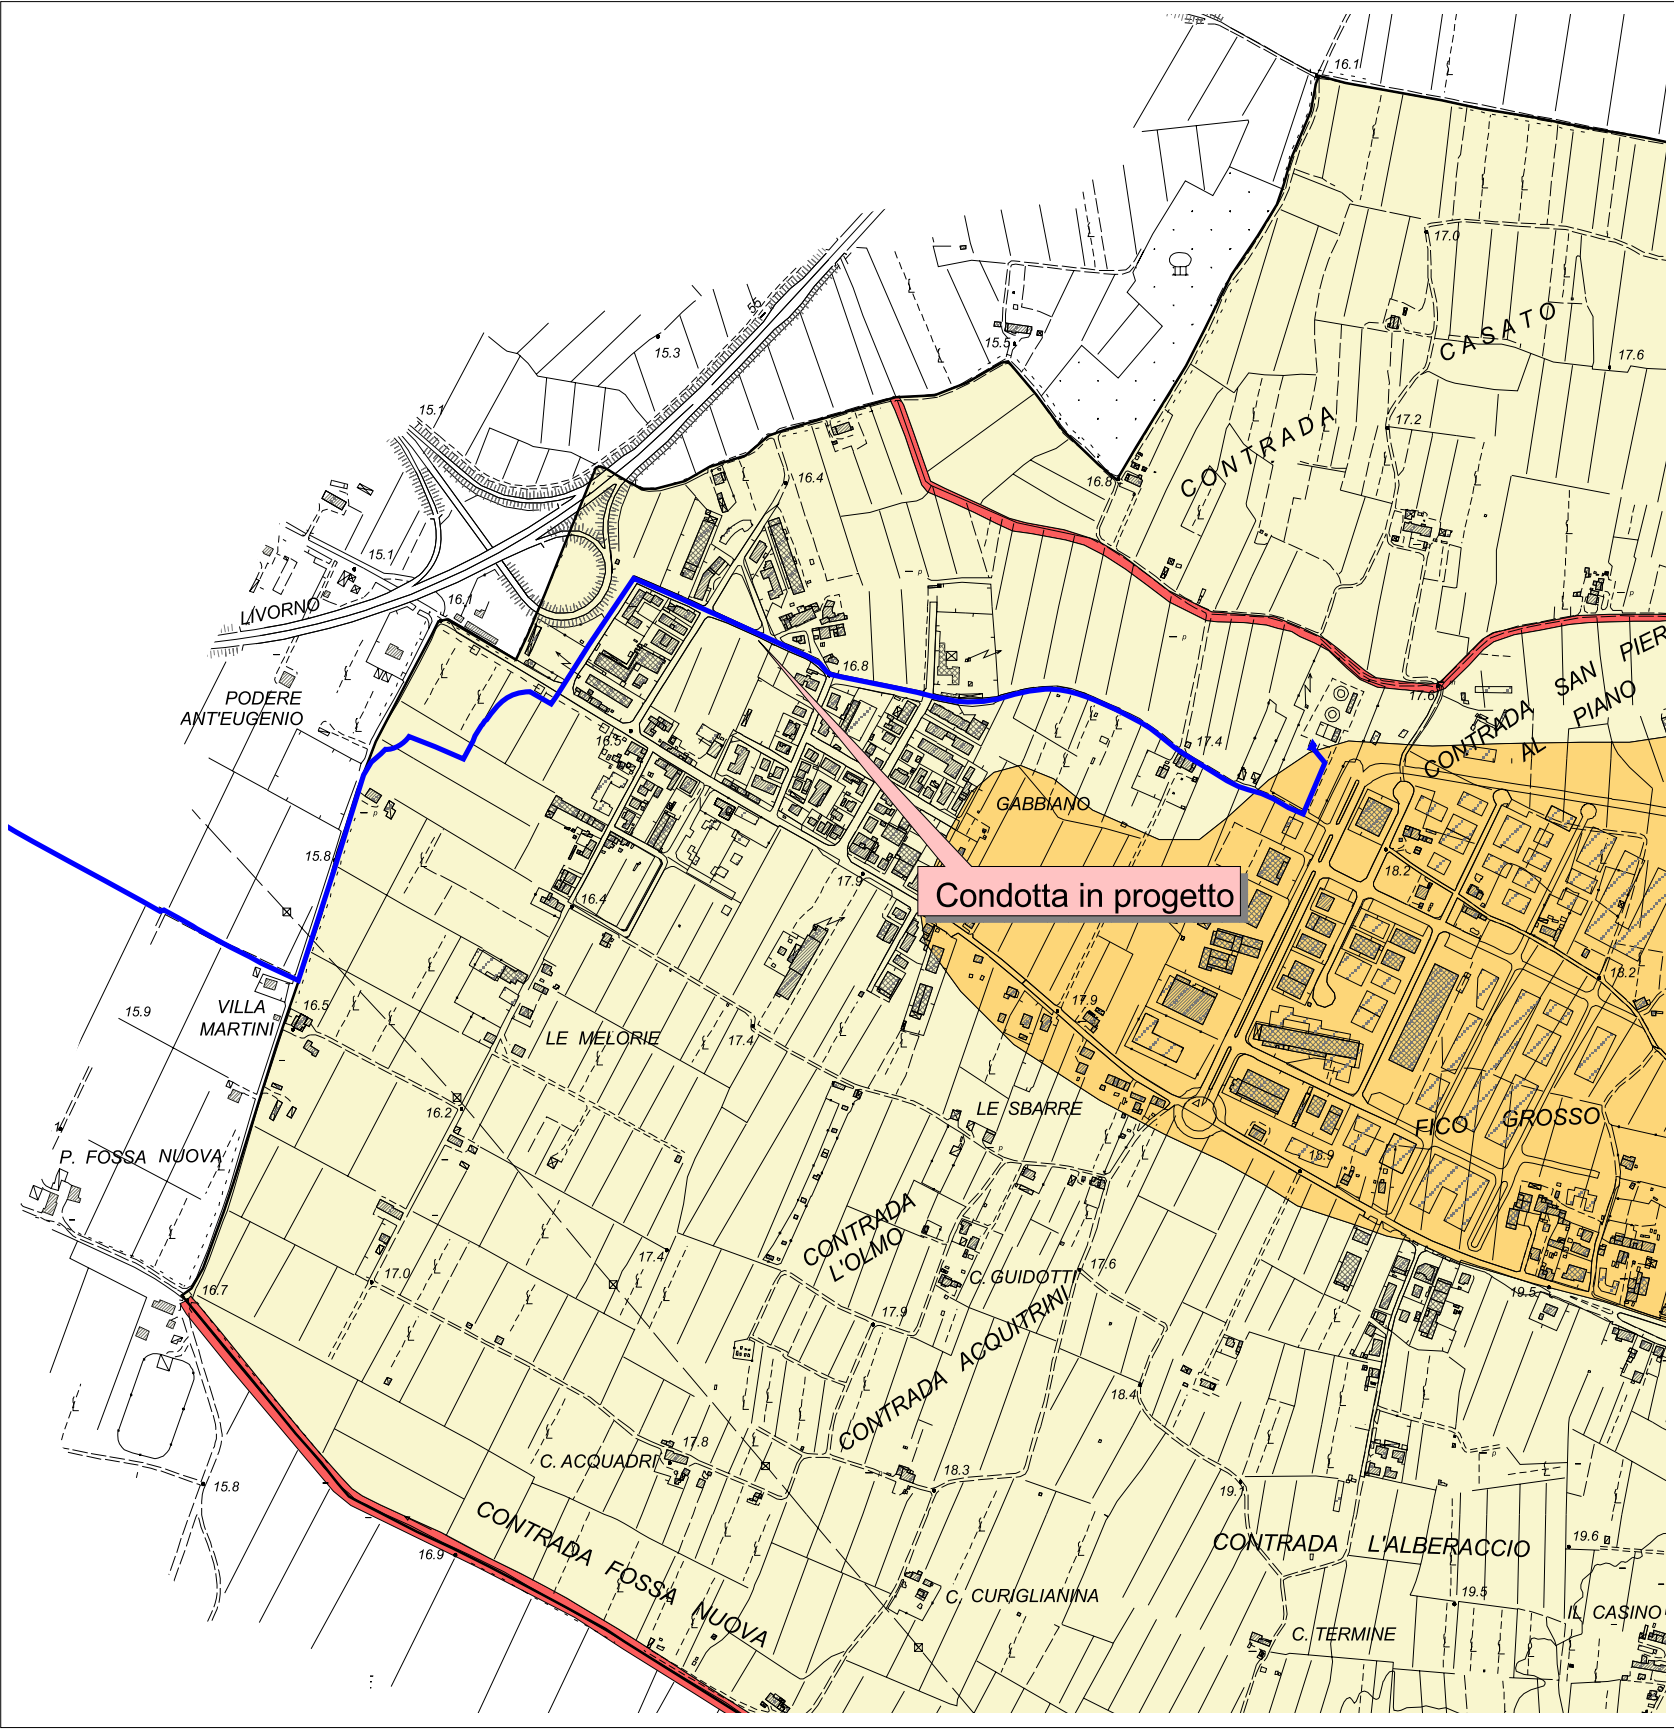 16.1
17.0
CASATO
55
15.3
15.5
17.6
15.1
17.2
CONTRADA
16.4
16.8
15.1
16.1
LIVORNO
16.8
SAN PIER
PIANO
17.6
PODERE
ANT'EUGENIO
CONTRADA
AL
16.5
17.4
GABBIANO
15.8
18.2
17.9
Condotta in progetto
16.4
18.2
15.9
VILLA
MARTINI
16.5
17.9
LE MELORIE
17.4
16.2
LE SBARRE
FICO GROSSO
P. FOSSA NUOVA
18.9
CONTRADA
L'OLMO
17.4
17.0
C. GUIDOTTI
17.6
16.7
19.5
17.9
CONTRADA ACQUITRINI
18.4
17.8
C. ACQUADRI
18.3
15.8
19.1
CONTRADA FOSSA NUOVA
16.9
CONTRADA L'ALBERACCIO
19.6
C. CURIGLIANINA
19.5
IL CASINO
C. TERMINE